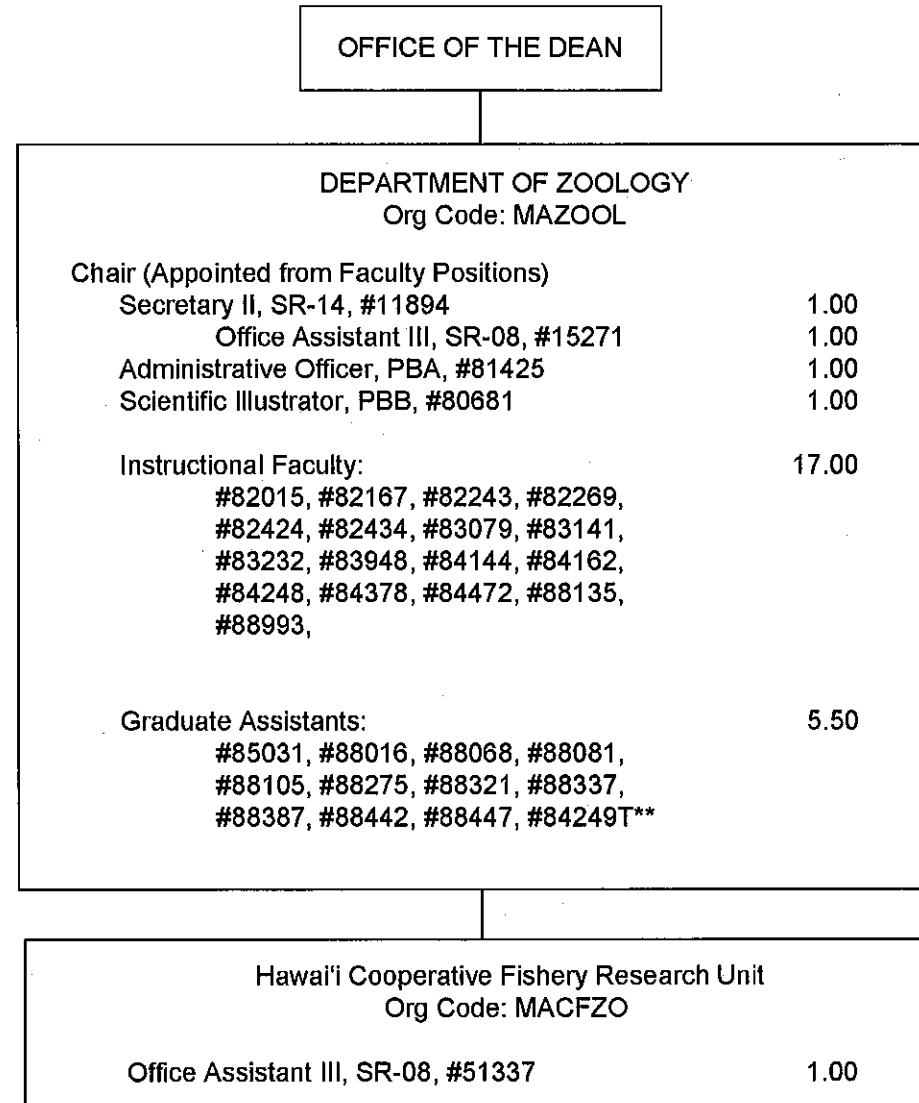 OFFICE OF THE DEAN
DEPARTMENT OF ZOOLOGY
Org Code: MAZOOL
Chair (Appointed from Faculty Positions)
Secretary II, SR-14, #11894 1.00
Office Assistant III, SR-08, #15271 1.00
Administrative Officer, PBA, #81425 1.00
Scientific Illustrator, PBB, #80681 1.00
Instructional Faculty: 17.00
#82015, #82167, #82243, #82269,
#82424, #82434, #83079, #83141,
#83232, #83948, #84144, #84162,
#84248, #84378, #84472, #88135,
#88993,
Graduate Assistants: 5.50
#85031, #88016, #88068, #88081,
#88105, #88275, #88321, #88337,
#88387, #88442, #88447, #84249T**
Hawai'i Cooperative Fishery Research Unit
Org Code: MACFZO
Office Assistant III, SR-08, #51337 1.00